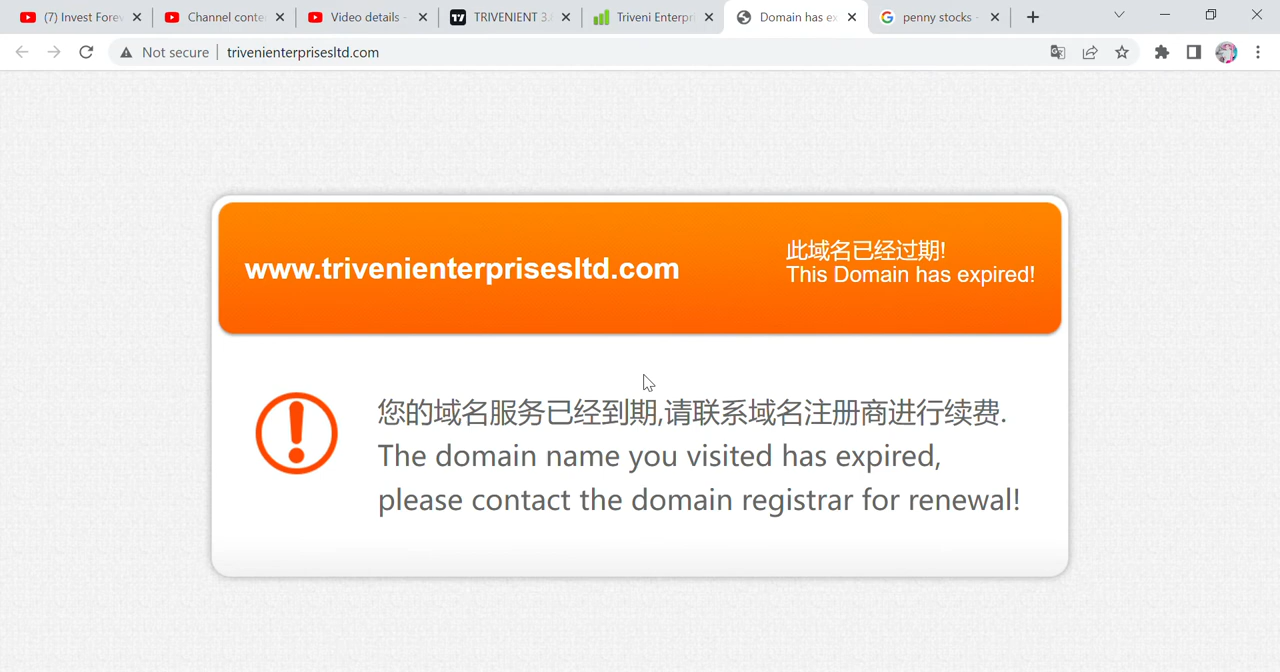 (7) Invest Forev
Channel conte
Video details -
TRIVENIENT 3.
Triveni Enterpri
Domain has ex
penny stocks -
Not secure
trivenienterprisesltd.com
www.trivenienterprisesltd.com
此域名已经过期!
This Domain has expired!
您的域名服务已经到期,请联系域名注册商进行续费.
The domain name you visited has expired,
please contact the domain registrar for renewal!